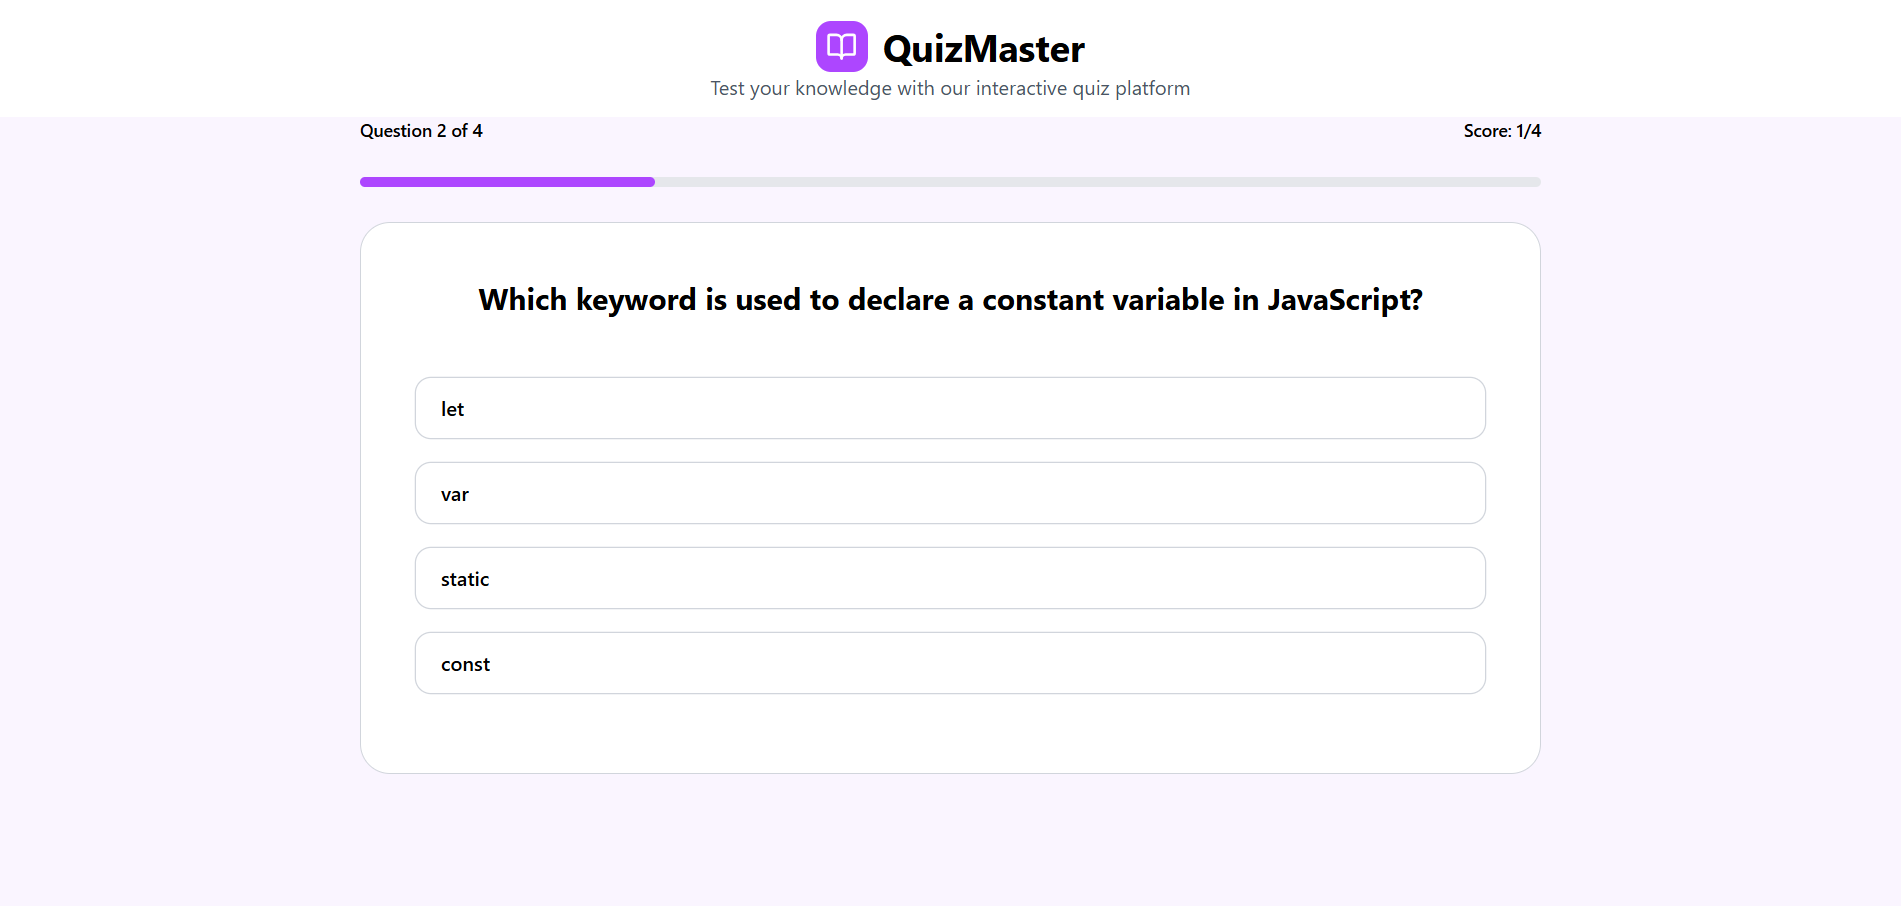 QuizMaster
Test your knowledge with our interactive quiz platform
Question 2 of 4
Score: 1/4
Which keyword is used to declare a constant variable in JavaScript?
let
var
static
const